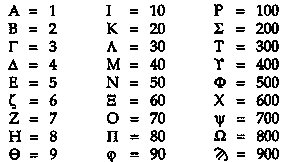 Α = 1 Ι = 10 Ρ = 100
Β = 2 Κ = 20 Σ = 200
Γ = 3 Λ = 30 Τ = 300
Δ = 4 Μ = 40 ϒ = 400
Ε = 5 Ν = 50 Φ = 500
ζ = 6 Ξ = 60 Χ = 600
Ζ = 7 Ο = 70 ψ = 700
Η = 8 Π = 80 Ω = 800
Θ = 9 φ = 90 ϡ = 900